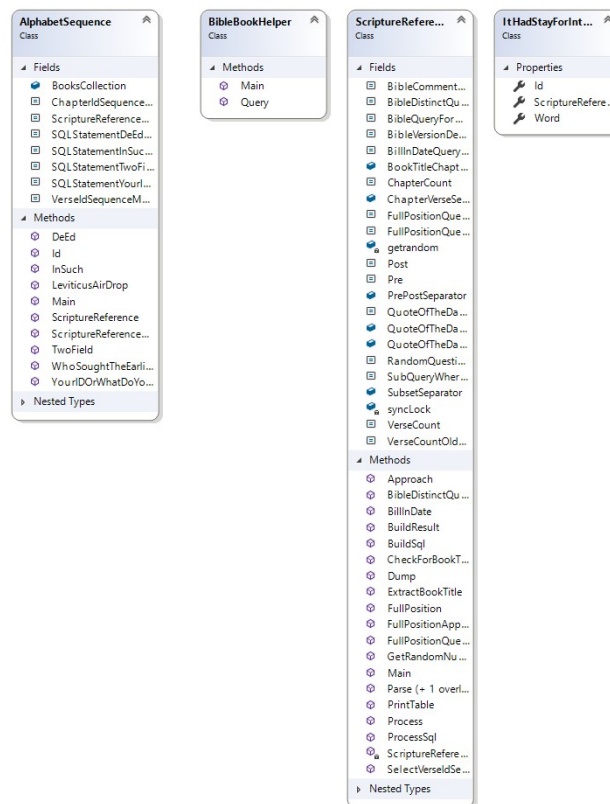 AlphabetSequence
Class
Fields
BooksCollection
ChapterIdSequence...
ScriptureReference...
SQLStatementDeEd...
SQLStatementInSuc...
SQLStatementTwoFi...
SQLStatementYourI...
VerseIdSequenceM...
Methods
DeEd
Id
InSuch
LeviticusAirDrop
Main
ScriptureReference
ScriptureReference...
TwoField
WhoSoughtTheEarli...
YourIDOrWhatDoYo...
Nested Types
BibleBookHelper
Class
Methods
Main
Query
ScriptureRefere...
Class
Fields
BibleComment...
BibleDistinctQu...
BibleQueryFor...
BibleVersionDe...
BillInDateQuery...
BookTitleChapt...
ChapterCount
ChapterVerseSe...
FullPositionQue...
FullPositionQue...
getrandom
Post
Pre
PrePostSeparator
QuoteOfTheDa...
QuoteOfTheDa...
QuoteOfTheDa...
RandomQuesti...
SubQueryWher...
SubsetSeparator
syncLock
VerseCount
VerseCountOld...
Methods
Approach
BibleDistinctQu...
BillInDate
BuildResult
BuildSql
CheckForBookT...
Dump
ExtractBookTitle
FullPosition
FullPositionApp...
FullPositionQue...
GetRandomNu...
Main
Parse (+ 1 overl...
PrintTable
Process
ProcessSql
ScriptureRefere...
SelectVerseIdSe...
Nested Types
ItHadStayForInt...
Class
Properties
Id
ScriptureRefere...
Word